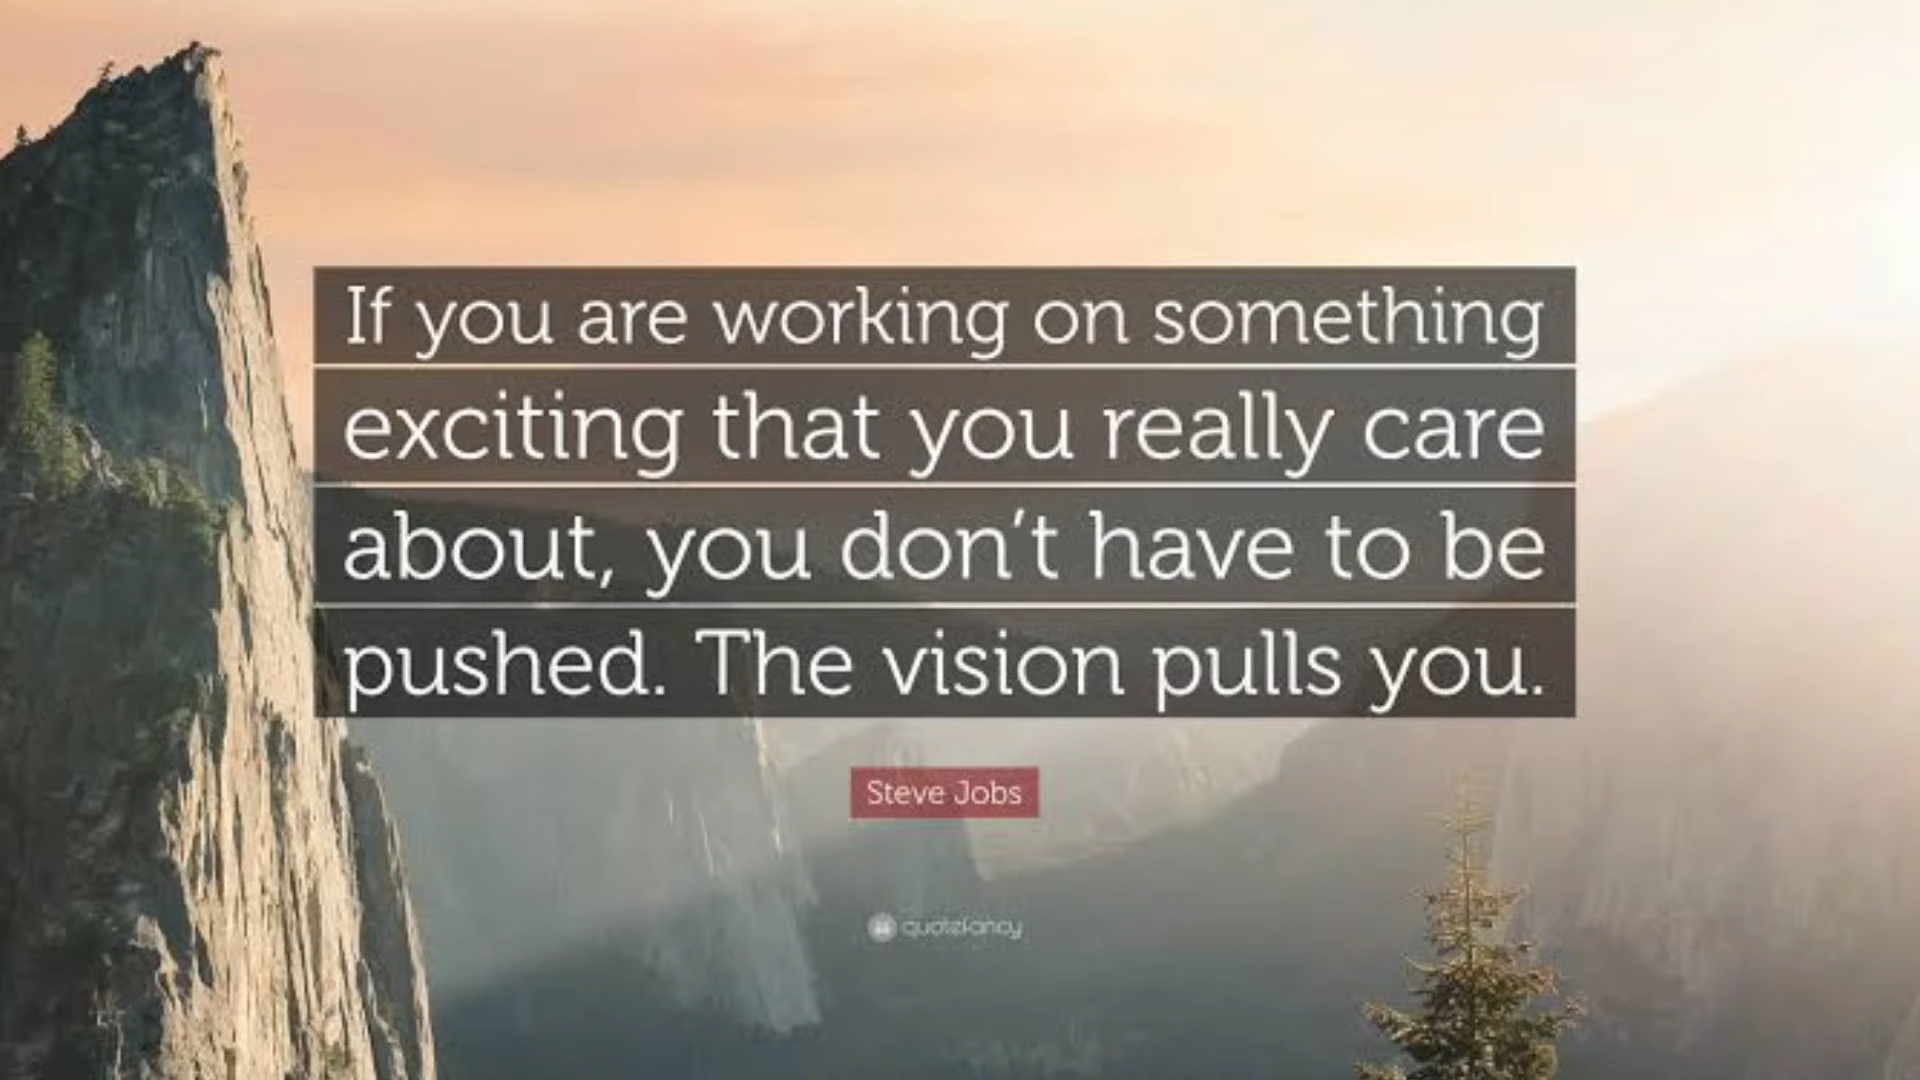 If you are working on something
exciting that you really care
about, you don’t have to be
pushed. The vision pulls you.
Steve Jobs
quotefancy